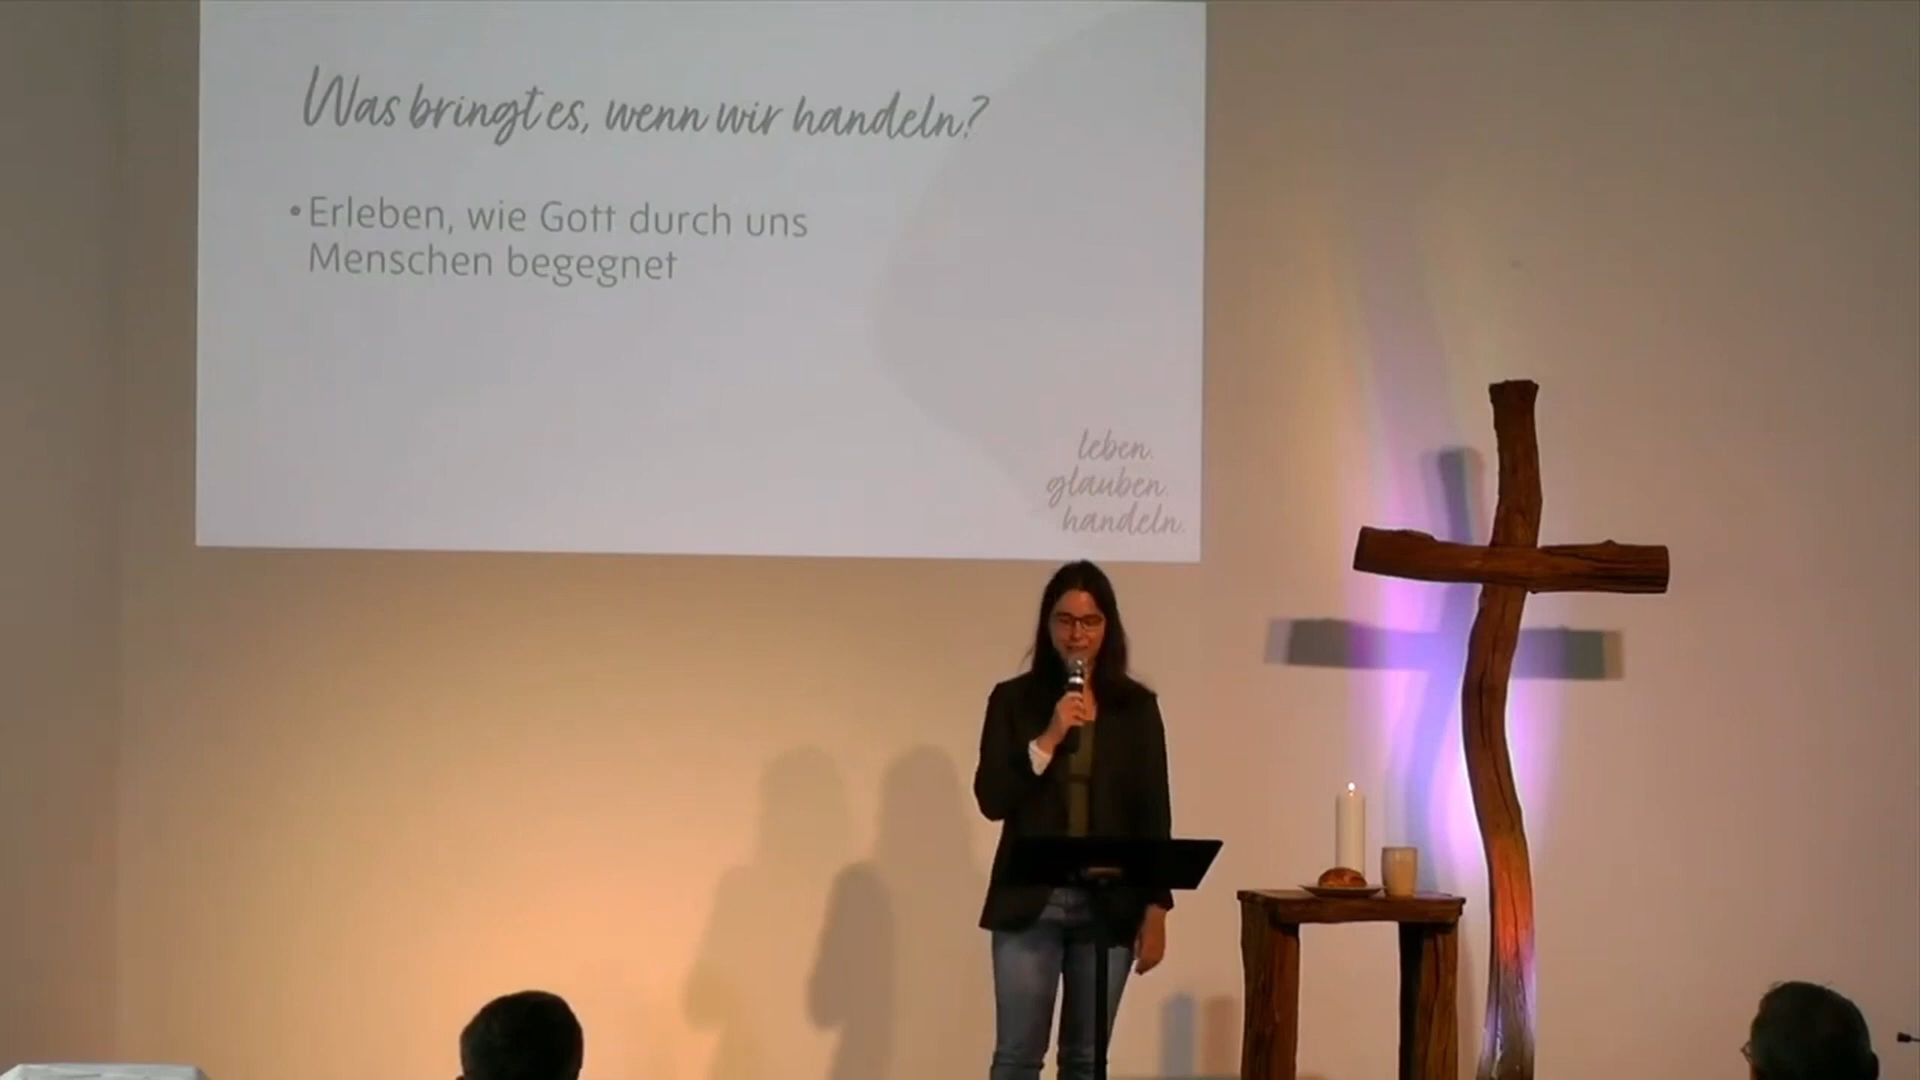 Was bringt es, wenn wir handeln?
• Erleben, wie Gott durch uns
Menschen begegnet
leben.
glauben.
handeln.